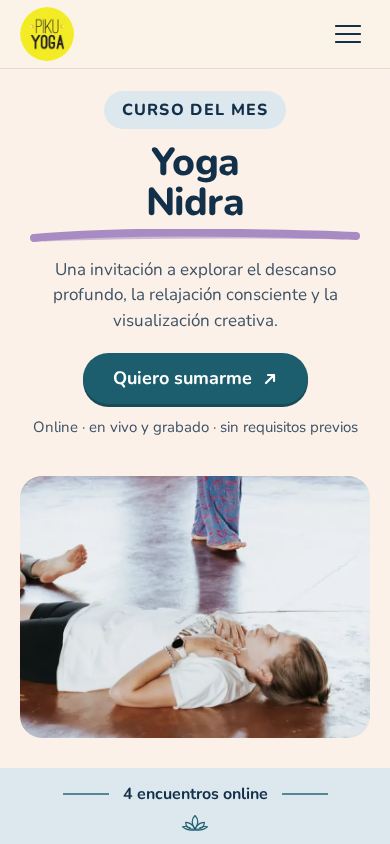 PIKU
YOGA
CURSO DEL MES
Yoga
Nidra
Una invitación a explorar el descanso
profundo, la relajación consciente y la
visualización creativa.
Quiero sumarme
Online · en vivo y grabado · sin requisitos previos
4 encuentros online